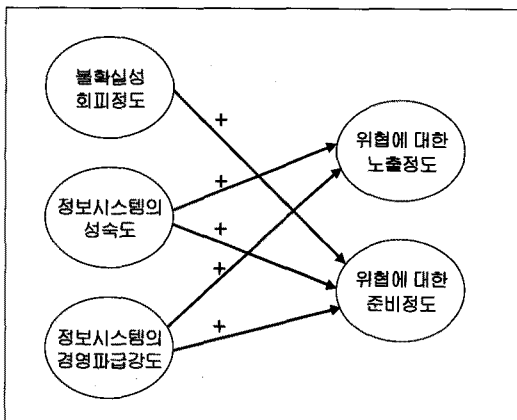 불확실성
회피정도
정보시스템의
성숙도
정보시스템의
경영파급강도
+
+
+
+
+
위협에 대한
노출정도
위협에 대한
준비정도